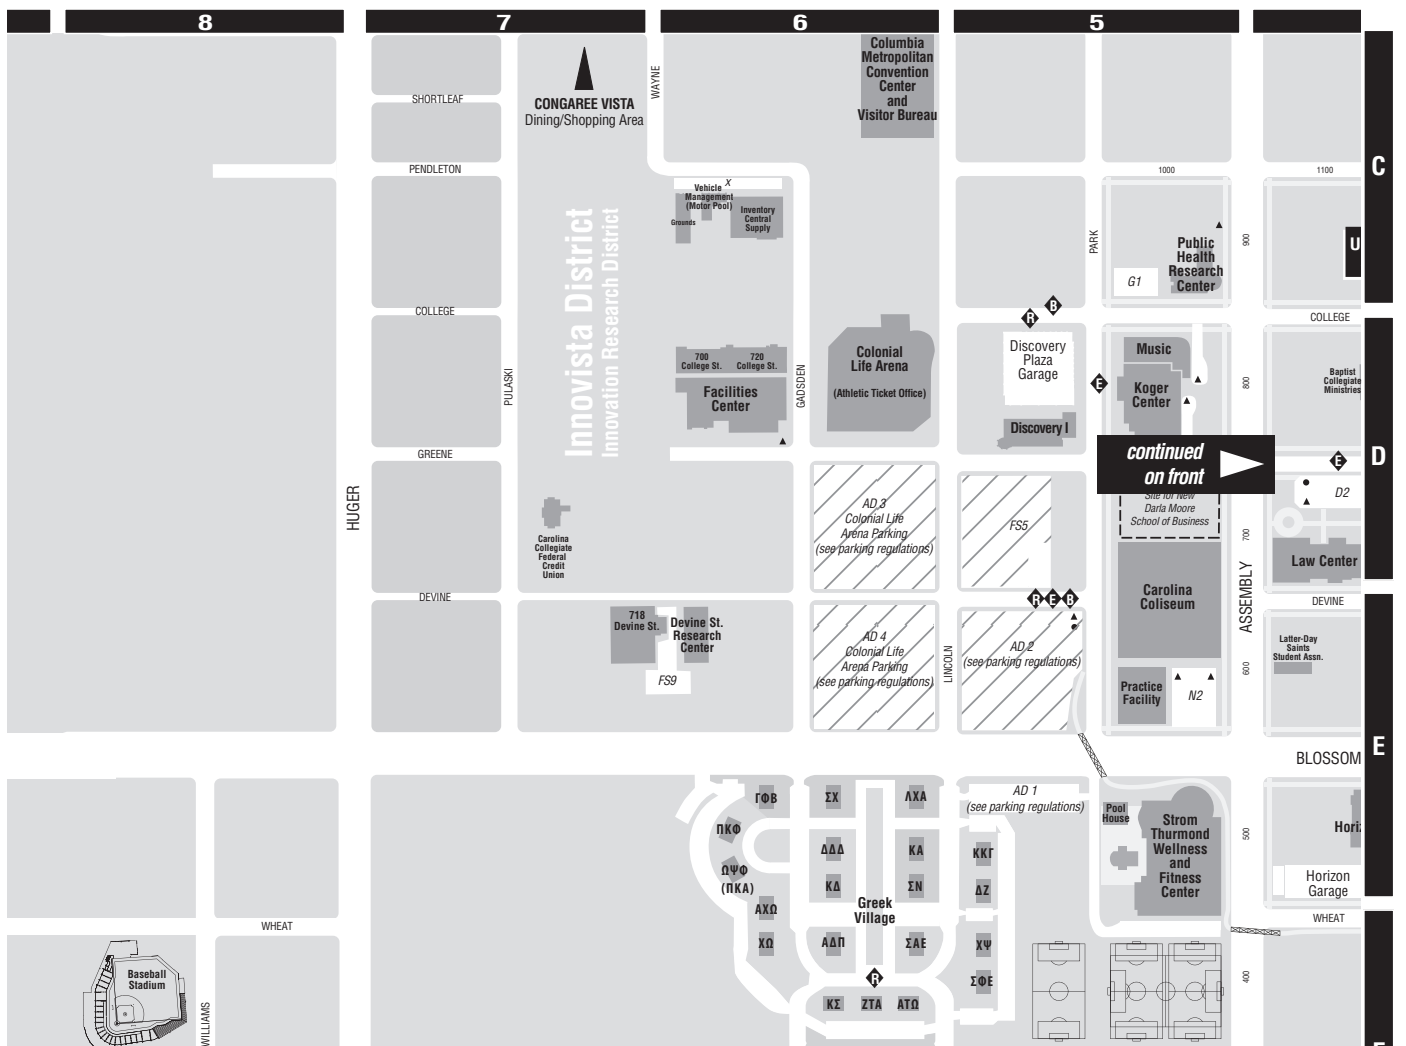 8
7
6
5
C
D
E
SHORTLEAF
PENDLETON
COLLEGE
GREENE
DEVINE
HUGER
PULASKI
WAYNE
GADSDEN
LINCOLN
PARK
ASSEMBLY
WILLIAMS
CONGAREE VISTA
Dining/Shopping Area
Innovista District
Innovation Research District
Columbia
Metropolitan
Convention
Center
and
Visitor Bureau
X
Vehicle
Management
(Motor Pool)
Grounds
Inventory
Central
Supply
1000
1100
900
800
700
600
500
400
Public
Health
Research
Center
G1
U
R
B
Discovery
Plaza
Garage
E
Discovery I
Music
Koger
Center
COLLEGE
Baptist
Collegiate
Ministries
700
College St.
720
College St.
Facilities
Center
Colonial
Life Arena
(Athletic Ticket Office)
continued
on front
E
D2
Site for New
Darla Moore
School of Business
Law Center
Carolina
Collegiate
Federal
Credit
Union
AD 3
Colonial Life
Arena Parking
(see parking regulations)
FS5
R
E
B
Carolina
Coliseum
DEVINE
718
Devine St.
Devine St.
Research
Center
FS9
AD 4
Colonial Life
Arena Parking
(see parking regulations)
AD 2
(see parking regulations)
Latter-Day
Saints
Student Assn.
Practice
Facility
N2
BLOSSOM
AD 1
(see parking regulations)
Pool
House
Strom
Thurmond
Wellness
and
Fitness
Center
Horiz
Horizon
Garage
WHEAT
WHEAT
ΓΦΒ
ΣΧ
ΛΧΑ
ΠΚΦ
ΔΔΔ
ΚΑ
ΚΚΓ
ΩΨΦ
(ΠΚΑ)
ΚΔ
ΣΝ
ΔΖ
ΑΧΩ
Greek
Village
ΧΩ
ΑΔΠ
ΣΑΕ
ΧΨ
R
ΣΦΕ
ΚΣ
ΖΤΑ
ΑΤΩ
Baseball
Stadium